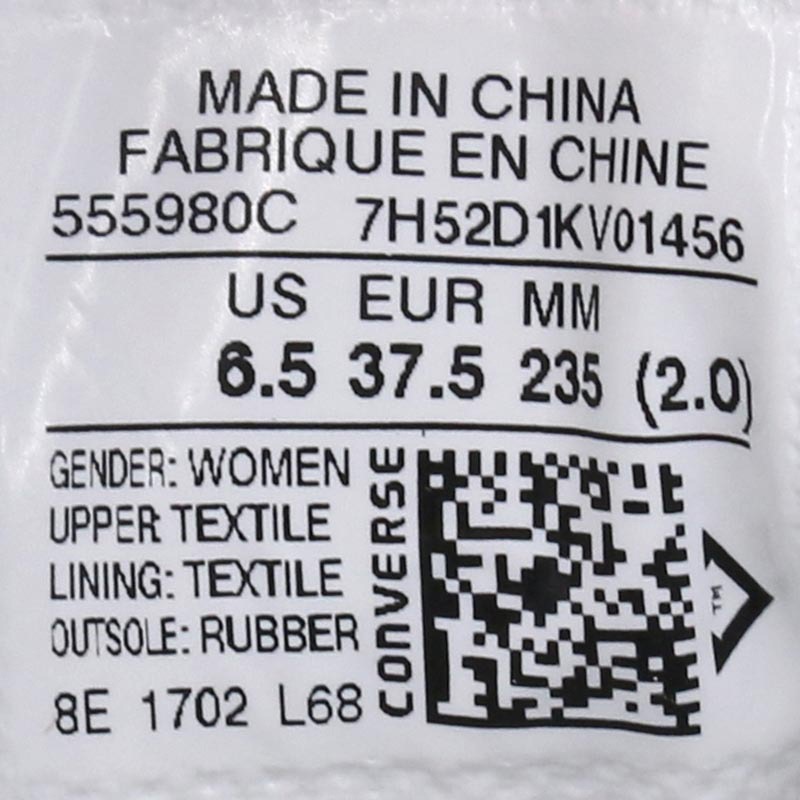 MADE IN CHINA
FABRIQUE EN CHINE
555980C 7H52D1KV01456
US EUR MM
6.5 37.5 235 (2.0)
GENDER: WOMEN
UPPER: TEXTILE
LINING: TEXTILE
OUTSOLE: RUBBER
8E 1702 L68
CONVERSE
TM